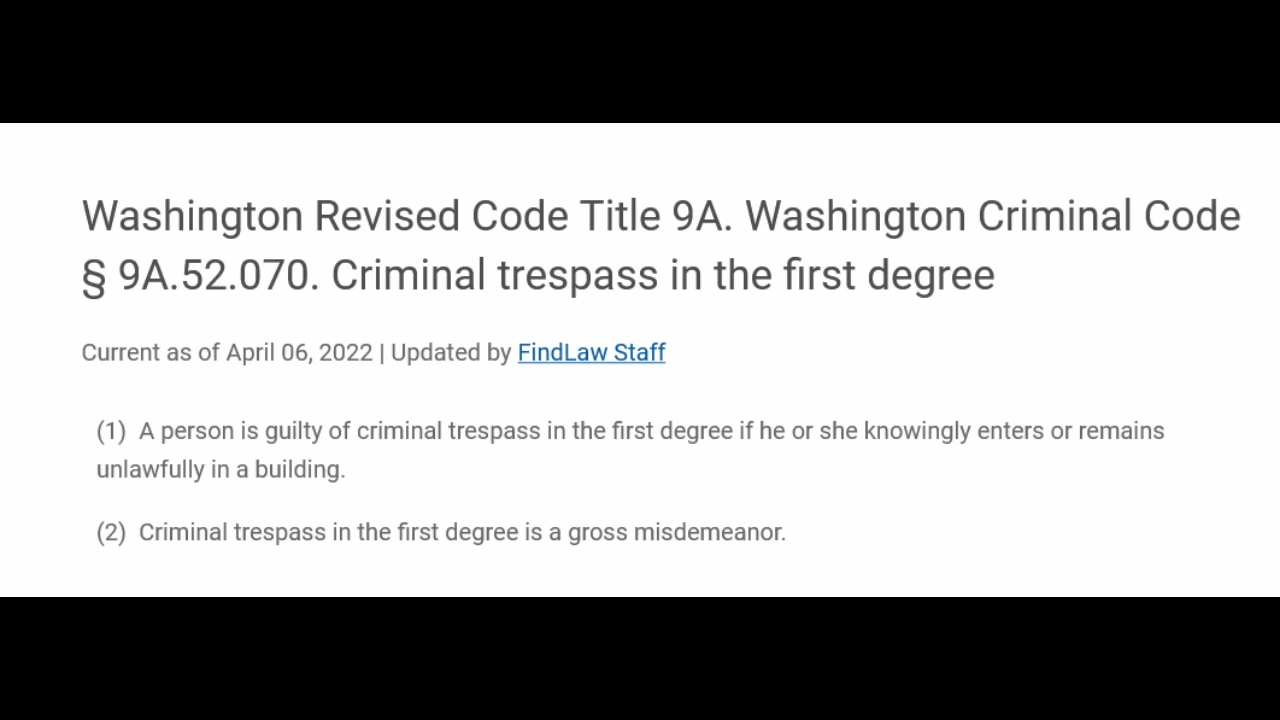 Washington Revised Code Title 9A. Washington Criminal Code
§ 9A.52.070. Criminal trespass in the first degree
Current as of April 06, 2022 | Updated by FindLaw Staff
(1) A person is guilty of criminal trespass in the first degree if he or she knowingly enters or remains
unlawfully in a building.
(2) Criminal trespass in the first degree is a gross misdemeanor.